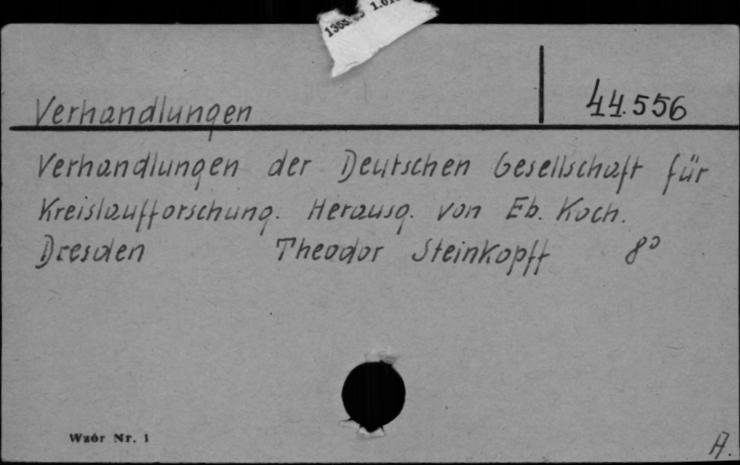 Verhandlungen 44.556
Verhandlungen der Deutschen Gesellschaft für
Kreislaufforschung. Herausg. von Eb. Koch.
Dresden Theodor Steinkopff 8°
Wzór Nr. 1
A.